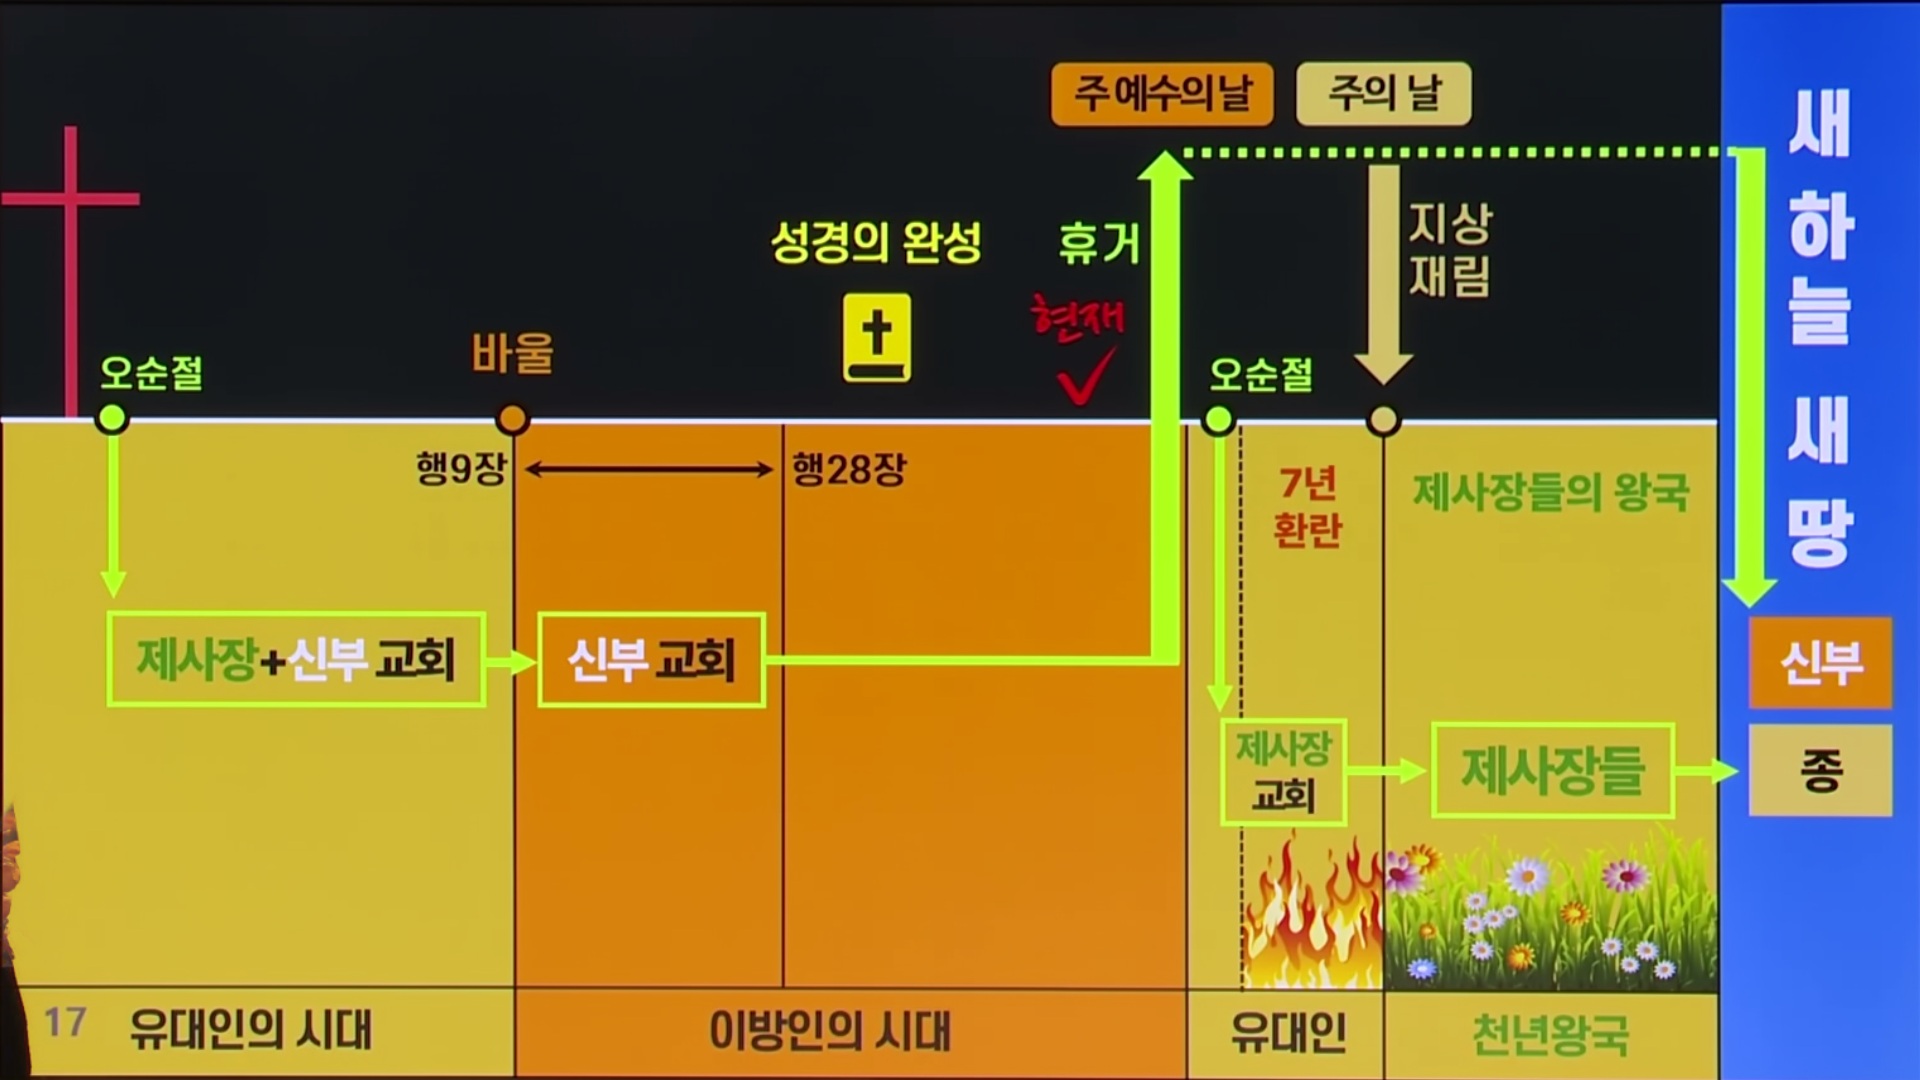 주 예수의 날
주의 날
성경의 완성
휴거
현재
지상
재림
오순절
바울
오순절
행9장
행28장
7년
환란
제사장들의 왕국
제사장+신부 교회
신부 교회
제사장
교회
제사장들
새
하
늘
새
땅
신부
종
17
유대인의 시대
이방인의 시대
유대인
천년왕국